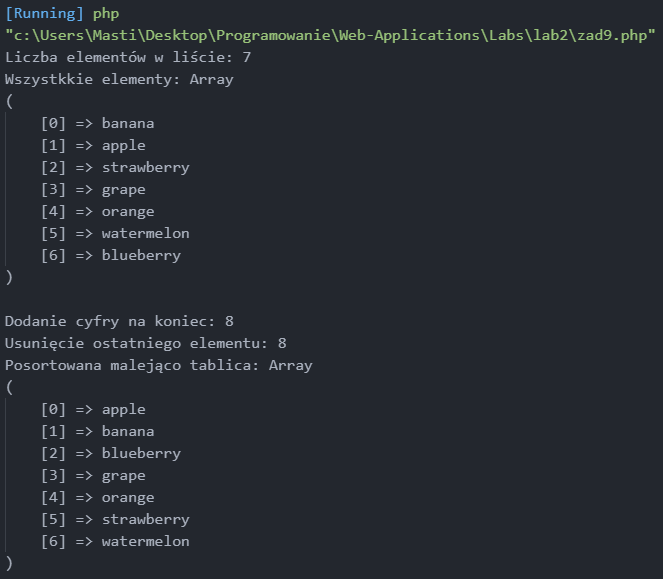 [Running] php
"c:\Users\Masti\Desktop\Programowanie\Web-Applications\Labs\lab2\zad9.php"
Liczba elementów w liście: 7
Wszystkkie elementy: Array
(
    [0] => banana
    [1] => apple
    [2] => strawberry
    [3] => grape
    [4] => orange
    [5] => watermelon
    [6] => blueberry
)

Dodanie cyfry na koniec: 8
Usunięcie ostatniego elementu: 8
Posortowana malejąco tablica: Array
(
    [0] => apple
    [1] => banana
    [2] => blueberry
    [3] => grape
    [4] => orange
    [5] => strawberry
    [6] => watermelon
)